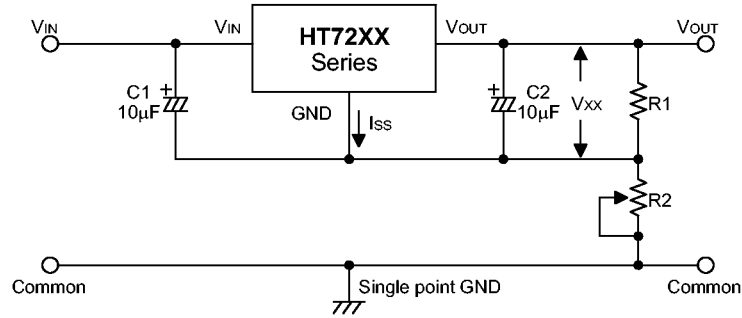 VIN
VIN
HT72XX
Series
VOUT
VOUT
C1
10μF
GND
ISS
C2
10μF
VXX
R1
R2
Common
Single point GND
Common